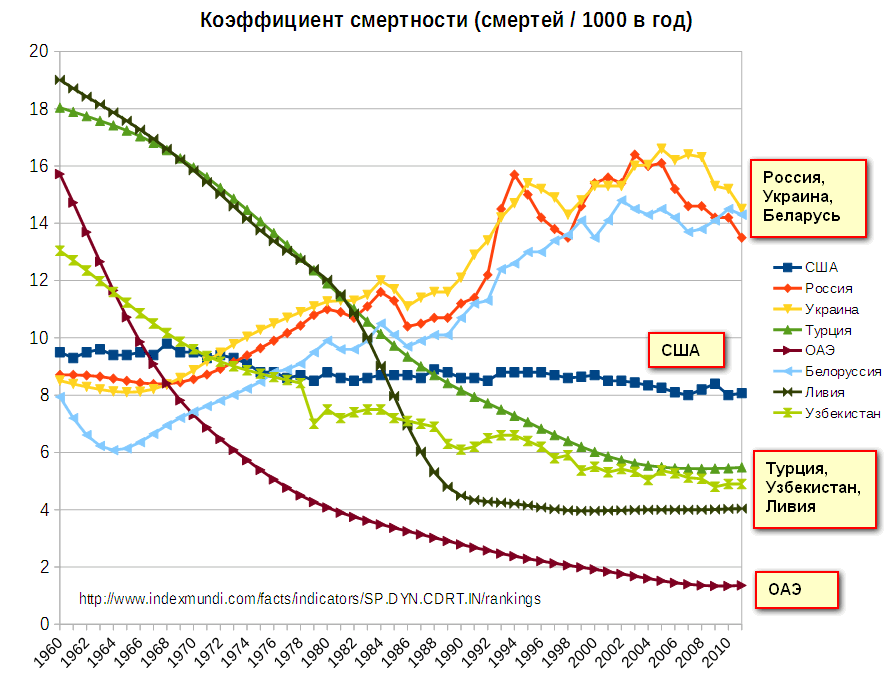 Коэффициент смертности (смертей / 1000 в год)
20
18
16
14
12
10
8
6
4
2
0
1960
1962
1964
1966
1968
1970
1972
1974
1976
1978
1980
1982
1984
1986
1988
1990
1992
1994
1996
1998
2000
2002
2004
2006
2008
2010
http://www.indexmundi.com/facts/indicators/SP.DYN.CDRT.IN/rankings
Россия,
Украина,
Беларусь
США
Россия
Украина
Турция
ОАЭ
Белоруссия
Ливия
Узбекистан
США
Турция,
Узбекистан,
Ливия
ОАЭ